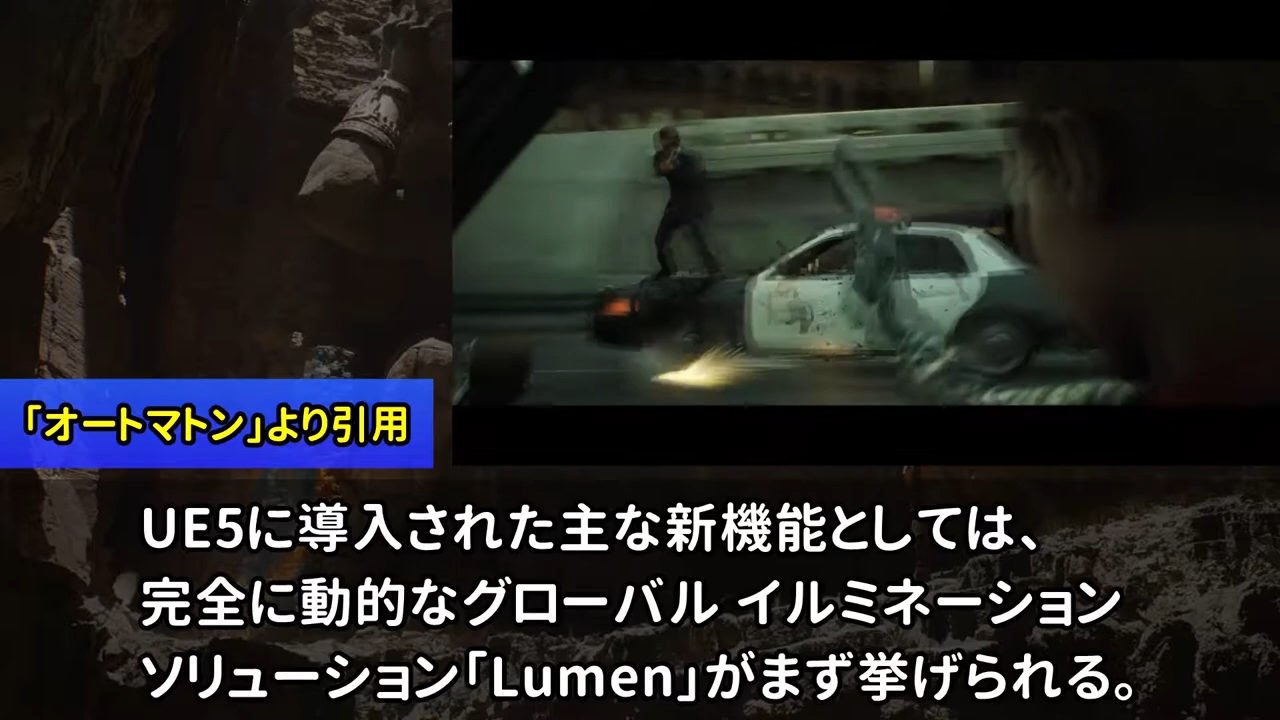 「オートマトン」より引用
UE5に導入された主な新機能としては、
完全に動的なグローバル イルミネーション
ソリューション「Lumen」がまず挙げられる。